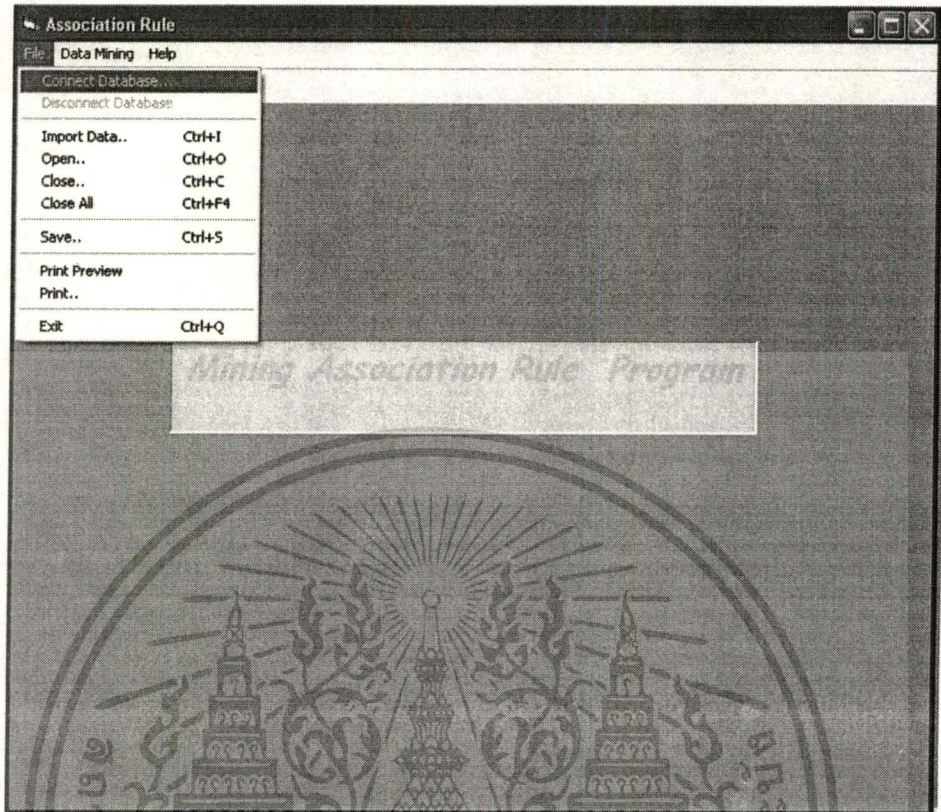 Association Rule
File Data Mining Help
Connect Database...
Disconnect Database
Import Data.. Ctrl+I
Open.. Ctrl+O
Close.. Ctrl+C
Close All Ctrl+F4
Save.. Ctrl+S
Print Preview
Print..
Exit Ctrl+Q
Mining Association Rule Program